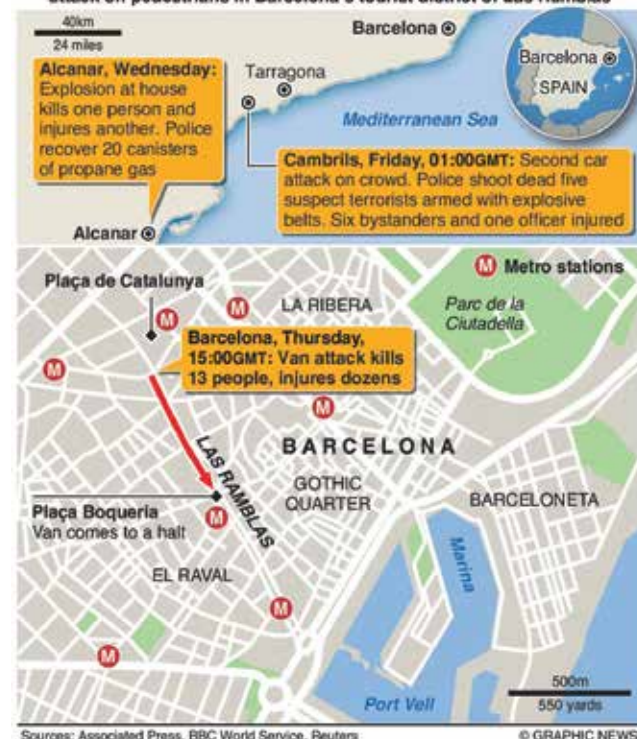 attack on pedestrians in Barcelona's tourist district of Las Ramblas
40km
24 miles
Barcelona
Barcelona
SPAIN
Alcanar, Wednesday:
Explosion at house
kills one person and
injures another. Police
recover 20 canisters
of propane gas
Tarragona
Mediterranean Sea
Cambrils, Friday, 01:00GMT: Second car
attack on crowd. Police shoot dead five
suspect terrorists armed with explosive
belts. Six bystanders and one officer injured
Alcanar
Plaça de Catalunya
M
M
M Metro stations
LA RIBERA
Parc de la
Ciutadella
Barcelona, Thursday,
15:00GMT: Van attack kills
13 people, injures dozens
M
M
LAS RAMBLAS
BARCELONA
GOTHIC
QUARTER
BARCELONETA
Plaça Boqueria
Van comes to a halt
M
Marina
EL RAVAL
M
M
Port Vell
500m
550 yards
Sources: Associated Press, BBC World Service, Reuters
© GRAPHIC NEWS